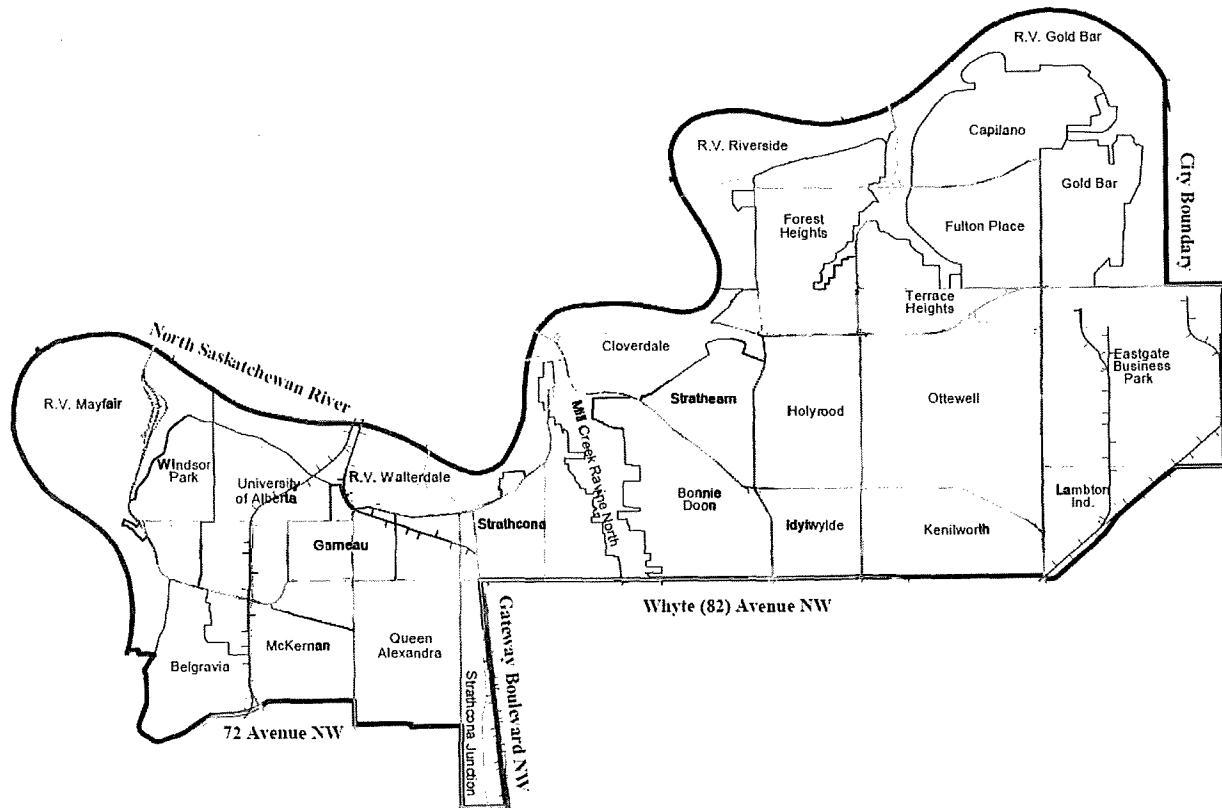 R.V. Gold Bar
Capilano
R.V. Riverside
Gold Bar
City Boundary
Forest
Heights
Fulton Place
Terrace
Heights
North Saskatchewan River
Cloverdale
Eastgate
Business
Park
R.V. Mayfair
Strathearn
Holyrood
Ottewell
Windsor
Park
University
of Alberta
R.V. Walterdale
Mill Creek Ravine North
Bonnie
Doon
Lambton
Ind.
Strathcona
Idylwylde
Kenilworth
Garneau
Whyte (82) Avenue NW
Gateway Boulevard NW
Belgravia
McKernan
Queen
Alexandra
Strathcona Junction
72 Avenue NW